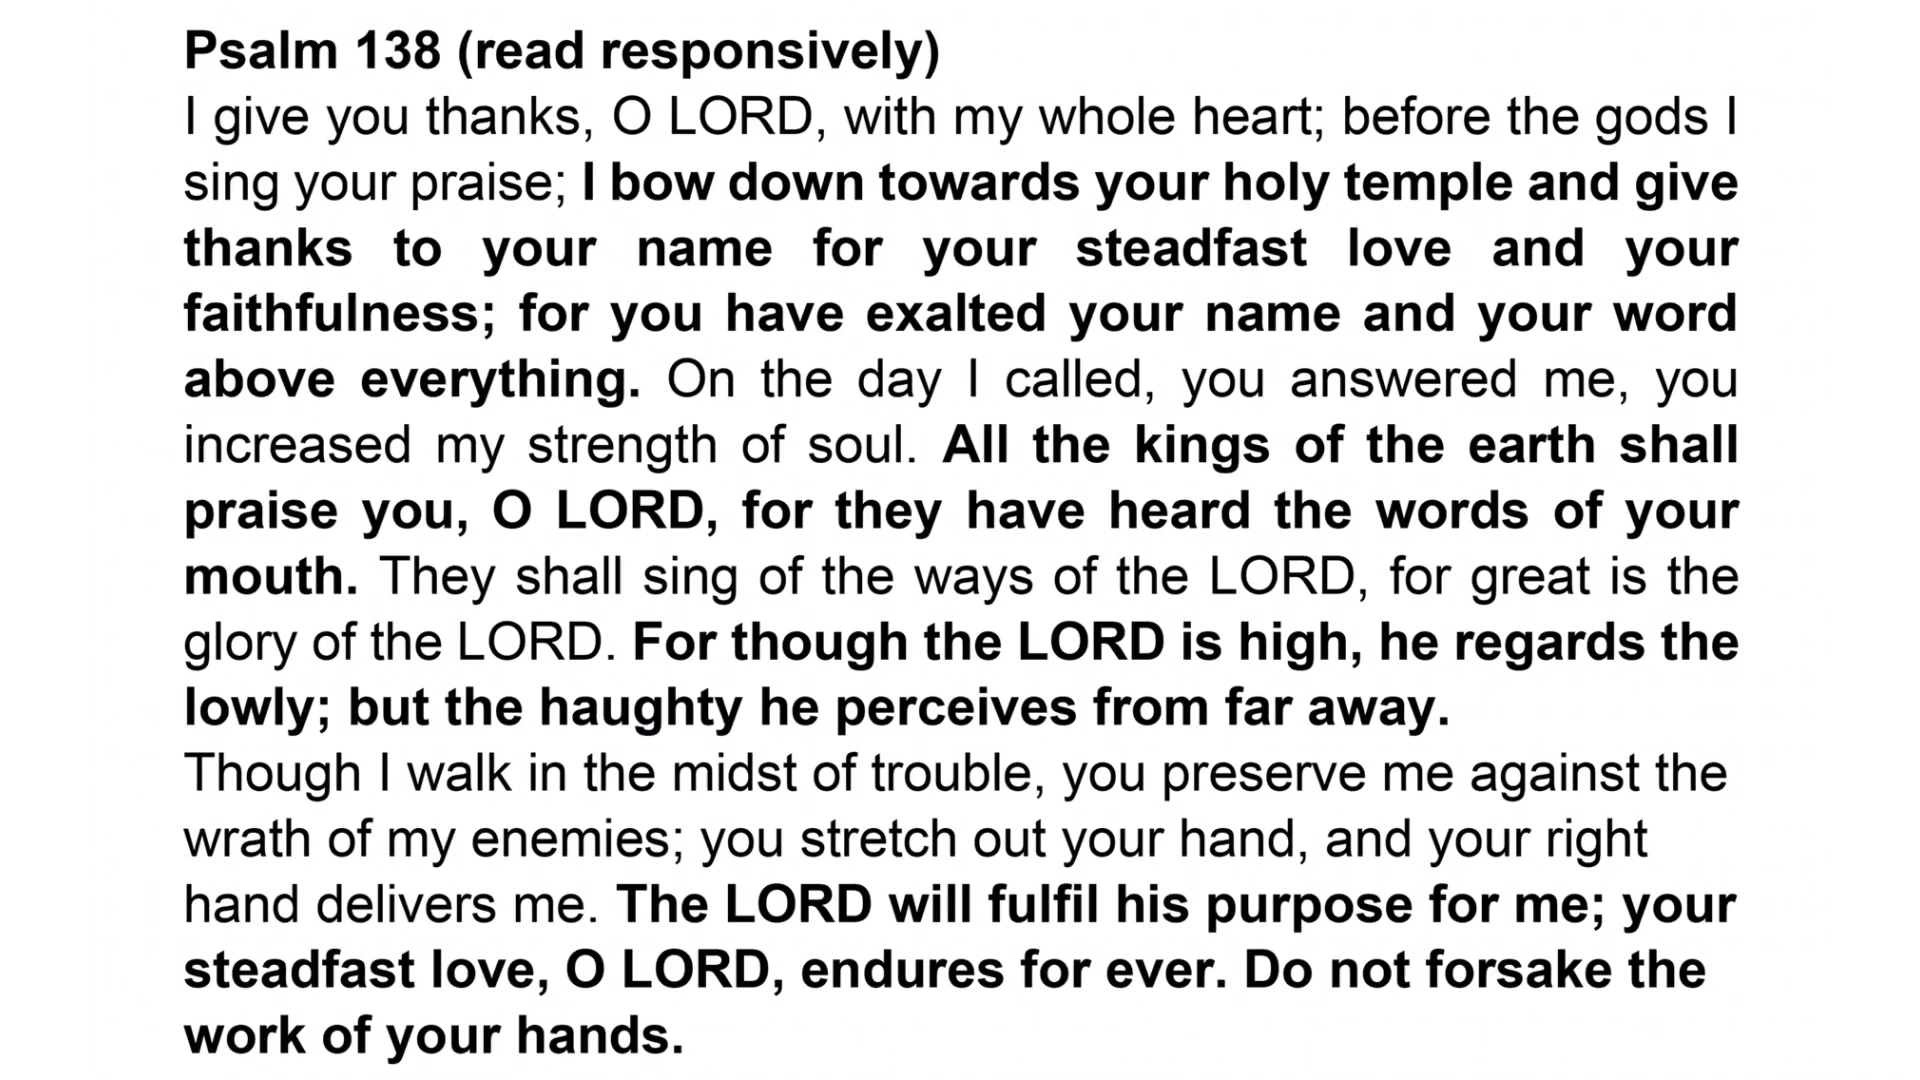 Psalm 138 (read responsively)
I give you thanks, O LORD, with my whole heart; before the gods I
sing your praise; I bow down towards your holy temple and give
thanks to your name for your steadfast love and your
faithfulness; for you have exalted your name and your word
above everything. On the day I called, you answered me, you
increased my strength of soul. All the kings of the earth shall
praise you, O LORD, for they have heard the words of your
mouth. They shall sing of the ways of the LORD, for great is the
glory of the LORD. For though the LORD is high, he regards the
lowly; but the haughty he perceives from far away.
Though I walk in the midst of trouble, you preserve me against the
wrath of my enemies; you stretch out your hand, and your right
hand delivers me. The LORD will fulfil his purpose for me; your
steadfast love, O LORD, endures for ever. Do not forsake the
work of your hands.